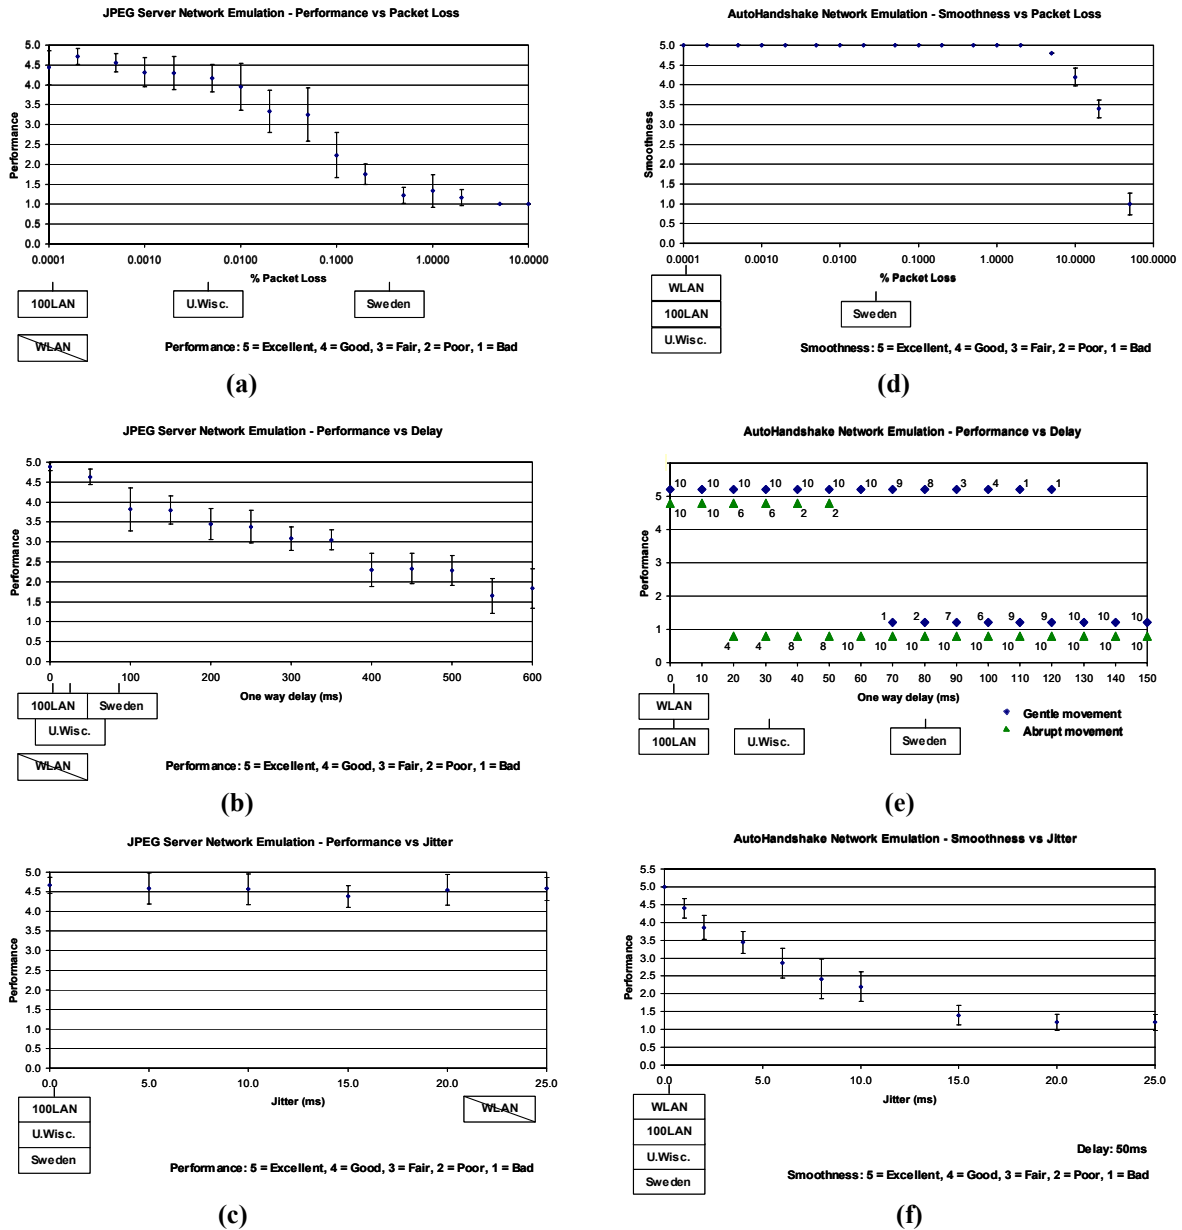 JPEG Server Network Emulation - Performance vs Packet Loss
Performance
5.0
4.5
4.0
3.5
3.0
2.5
2.0
1.5
1.0
0.5
0.0
0.0001 0.0010 0.0100 0.1000 1.0000 10.0000
% Packet Loss
100LAN U.Wisc. Sweden
WLAN
Performance: 5 = Excellent, 4 = Good, 3 = Fair, 2 = Poor, 1 = Bad
(a)
AutoHandshake Network Emulation - Smoothness vs Packet Loss
Smoothness
5.0
4.5
4.0
3.5
3.0
2.5
2.0
1.5
1.0
0.5
0.0
0.0001 0.0010 0.0100 0.1000 1.0000 10.0000 100.0000
% Packet Loss
WLAN
100LAN Sweden
U.Wisc.
Smoothness: 5 = Excellent, 4 = Good, 3 = Fair, 2 = Poor, 1 = Bad
(d)
JPEG Server Network Emulation - Performance vs Delay
Performance
5.0
4.5
4.0
3.5
3.0
2.5
2.0
1.5
1.0
0.5
0.0
0 100 200 300 400 500 600
One way delay (ms)
100LAN Sweden
U.Wisc.
WLAN
Performance: 5 = Excellent, 4 = Good, 3 = Fair, 2 = Poor, 1 = Bad
(b)
AutoHandshake Network Emulation - Performance vs Delay
Performance
10 10 10 10 10 10 10 9 8 3 4 1 1
5
10 10 6 6 2 2
4
3
2
1 2 7 6 9 9 10 10 10
1
4 4 8 8 10 10 10 10 10 10 10 10 10 10
0
0 10 20 30 40 50 60 70 80 90 100 110 120 130 140 150
One way delay (ms)
WLAN
100LAN U.Wisc. Sweden
Gentle movement
Abrupt movement
(e)
JPEG Server Network Emulation - Performance vs Jitter
Performance
5.0
4.5
4.0
3.5
3.0
2.5
2.0
1.5
1.0
0.5
0.0
0.0 5.0 10.0 15.0 20.0 25.0
Jitter (ms)
100LAN WLAN
U.Wisc.
Sweden
Performance: 5 = Excellent, 4 = Good, 3 = Fair, 2 = Poor, 1 = Bad
(c)
AutoHandshake Network Emulation - Smoothness vs Jitter
Performance
5.5
5.0
4.5
4.0
3.5
3.0
2.5
2.0
1.5
1.0
0.5
0.0
0.0 5.0 10.0 15.0 20.0 25.0
Jitter (ms)
WLAN
100LAN
U.Wisc.
Sweden
Delay: 50ms
Smoothness: 5 = Excellent, 4 = Good, 3 = Fair, 2 = Poor, 1 = Bad
(f)